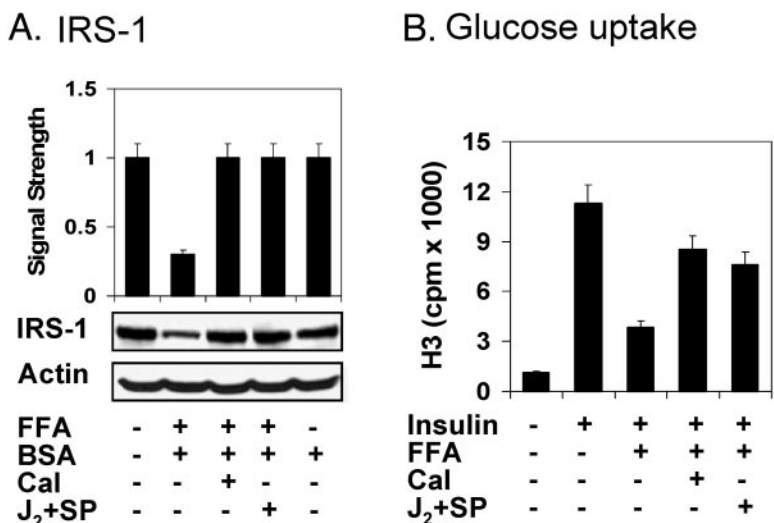 A. IRS-1
1.5
1
0.5
0
Signal Strength
IRS-1
Actin
FFA - + + + -
BSA - + + + +
Cal - - + - -
J₂+SP - - - + -
B. Glucose uptake
15
12
9
6
3
0
H3 (cpm x 1000)
Insulin - + + + +
FFA - - + + +
Cal - - - + -
J₂+SP - - - - +